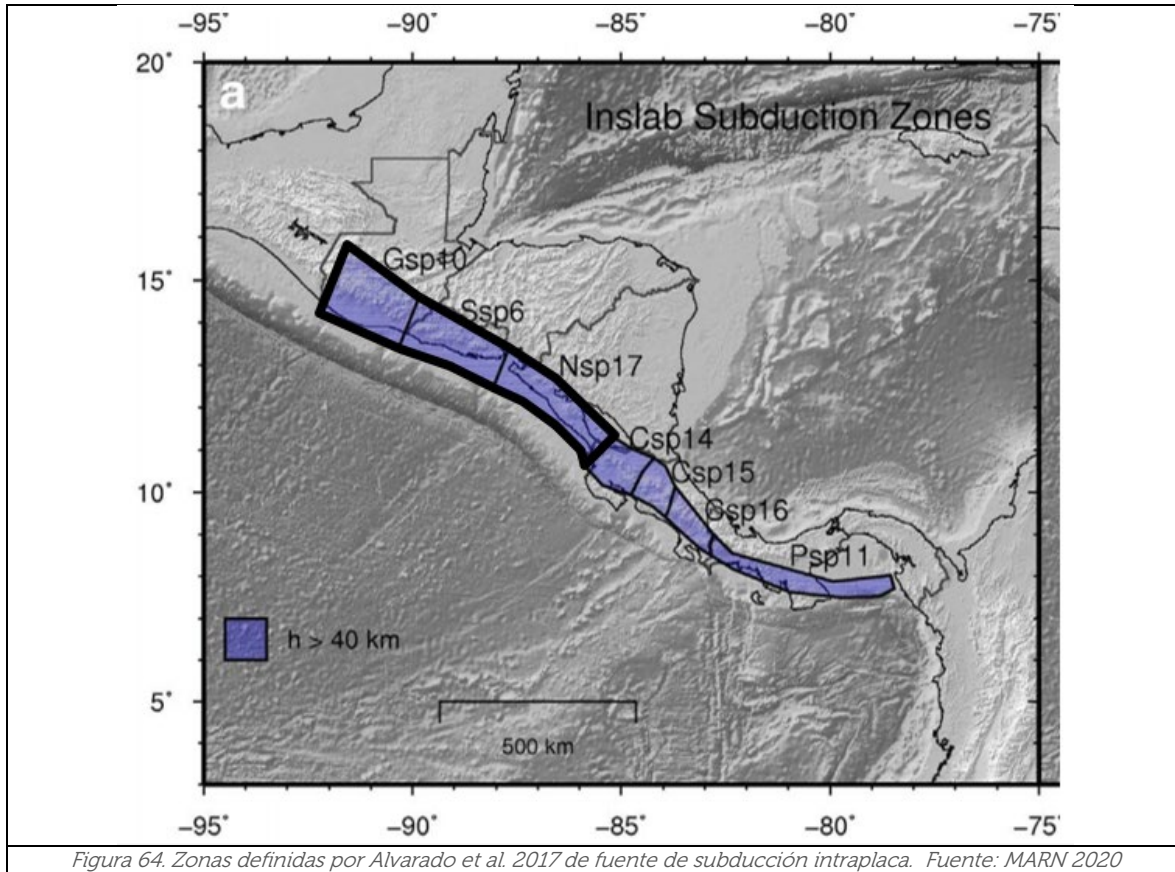 −95° −90° −85° −80° −75°
20°
a
Inslab Subduction Zones
Gsp10
15°
Ssp6
Nsp17
Csp14
Csp15
10°
Gsp16
Psp11
h > 40 km
5°
500 km
−95° −90° −85° −80° −75°
Figura 64. Zonas definidas por Alvarado et al. 2017 de fuente de subducción intraplaca. Fuente: MARN 2020